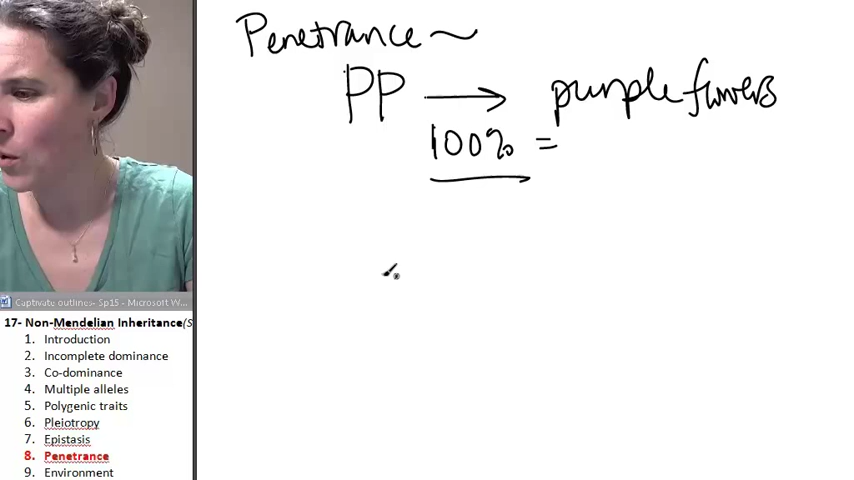 Penetrance ~
PP → purple flowers
100% =
Captivate outlines- Sp15 - Microsoft W...
17- Non-Mendelian Inheritance(S
1. Introduction
2. Incomplete dominance
3. Co-dominance
4. Multiple alleles
5. Polygenic traits
6. Pleiotropy
7. Epistasis
8. Penetrance
9. Environment